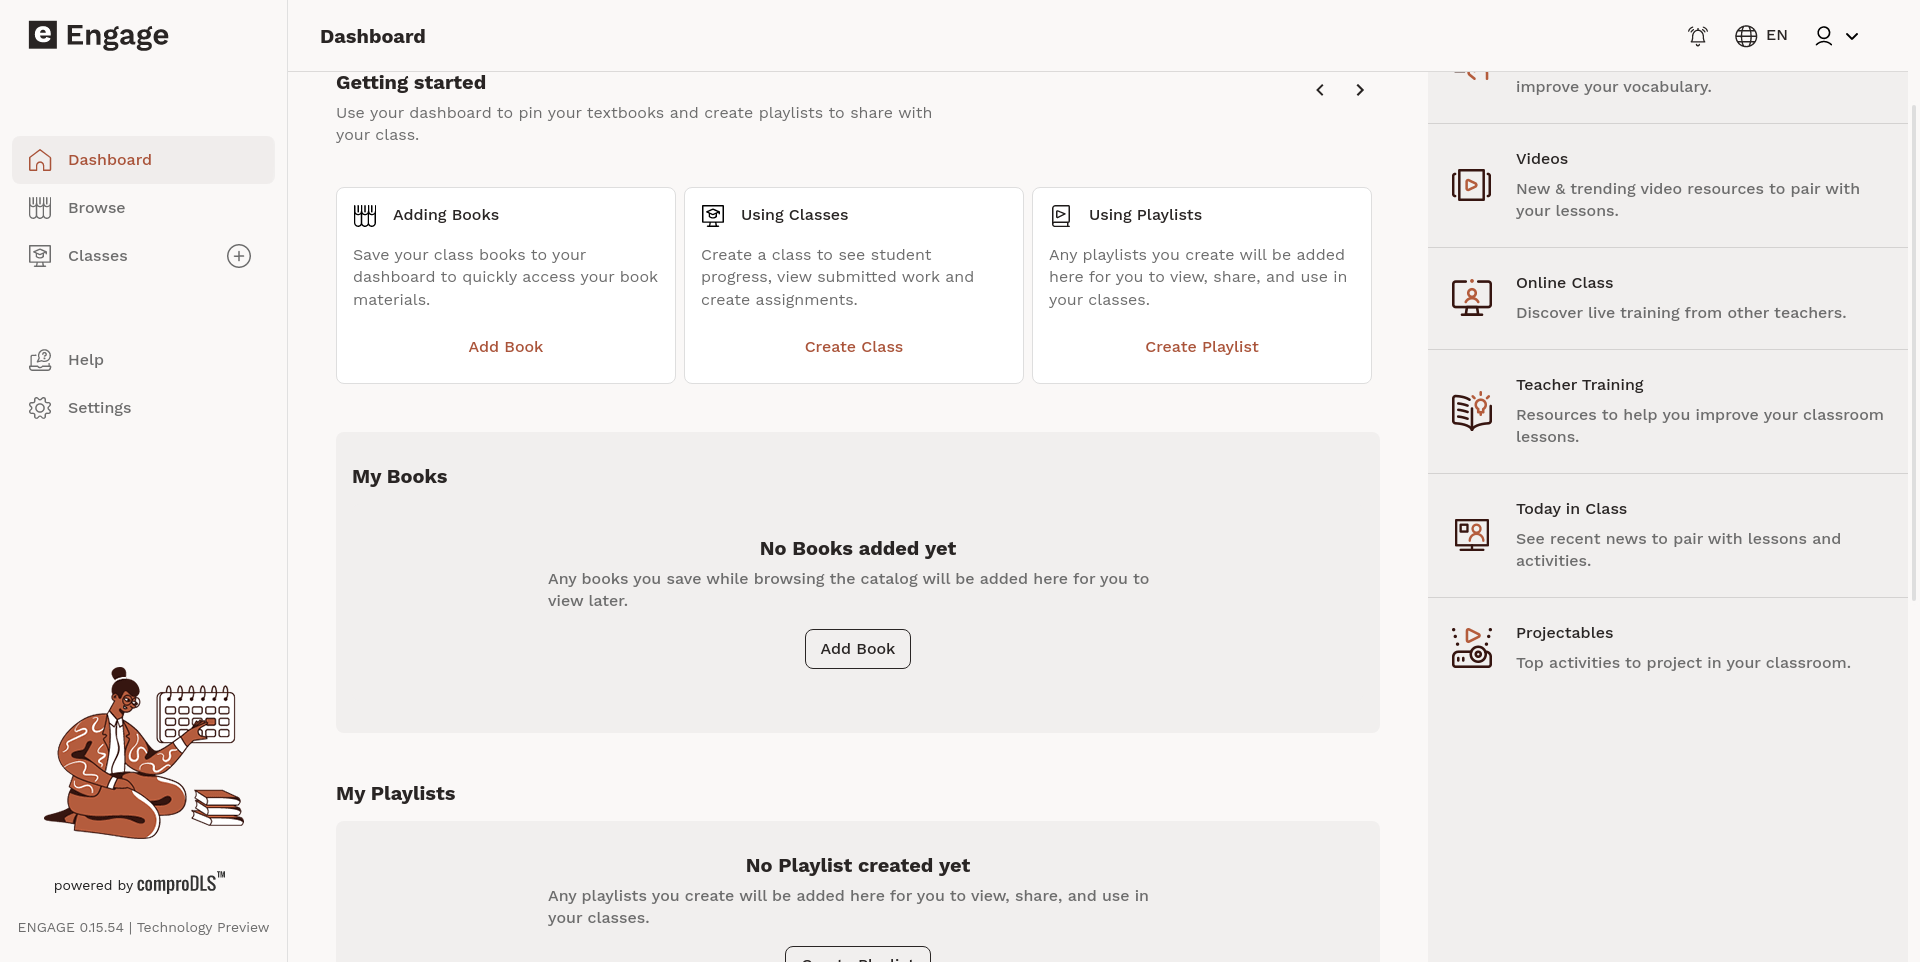 e Engage
Dashboard
Browse
Classes
Help
Settings
powered by comproDLS™
ENGAGE 0.15.54 | Technology Preview
Dashboard
EN
Getting started
Use your dashboard to pin your textbooks and create playlists to share with
your class.
Adding Books
Save your class books to your
dashboard to quickly access your book
materials.
Add Book
Using Classes
Create a class to see student
progress, view submitted work and
create assignments.
Create Class
Using Playlists
Any playlists you create will be added
here for you to view, share, and use in
your classes.
Create Playlist
My Books
No Books added yet
Any books you save while browsing the catalog will be added here for you to
view later.
Add Book
My Playlists
No Playlist created yet
Any playlists you create will be added here for you to view, share, and use in
your classes.
Create Playlist
improve your vocabulary.
Videos
New & trending video resources to pair with
your lessons.
Online Class
Discover live training from other teachers.
Teacher Training
Resources to help you improve your classroom
lessons.
Today in Class
See recent news to pair with lessons and
activities.
Projectables
Top activities to project in your classroom.